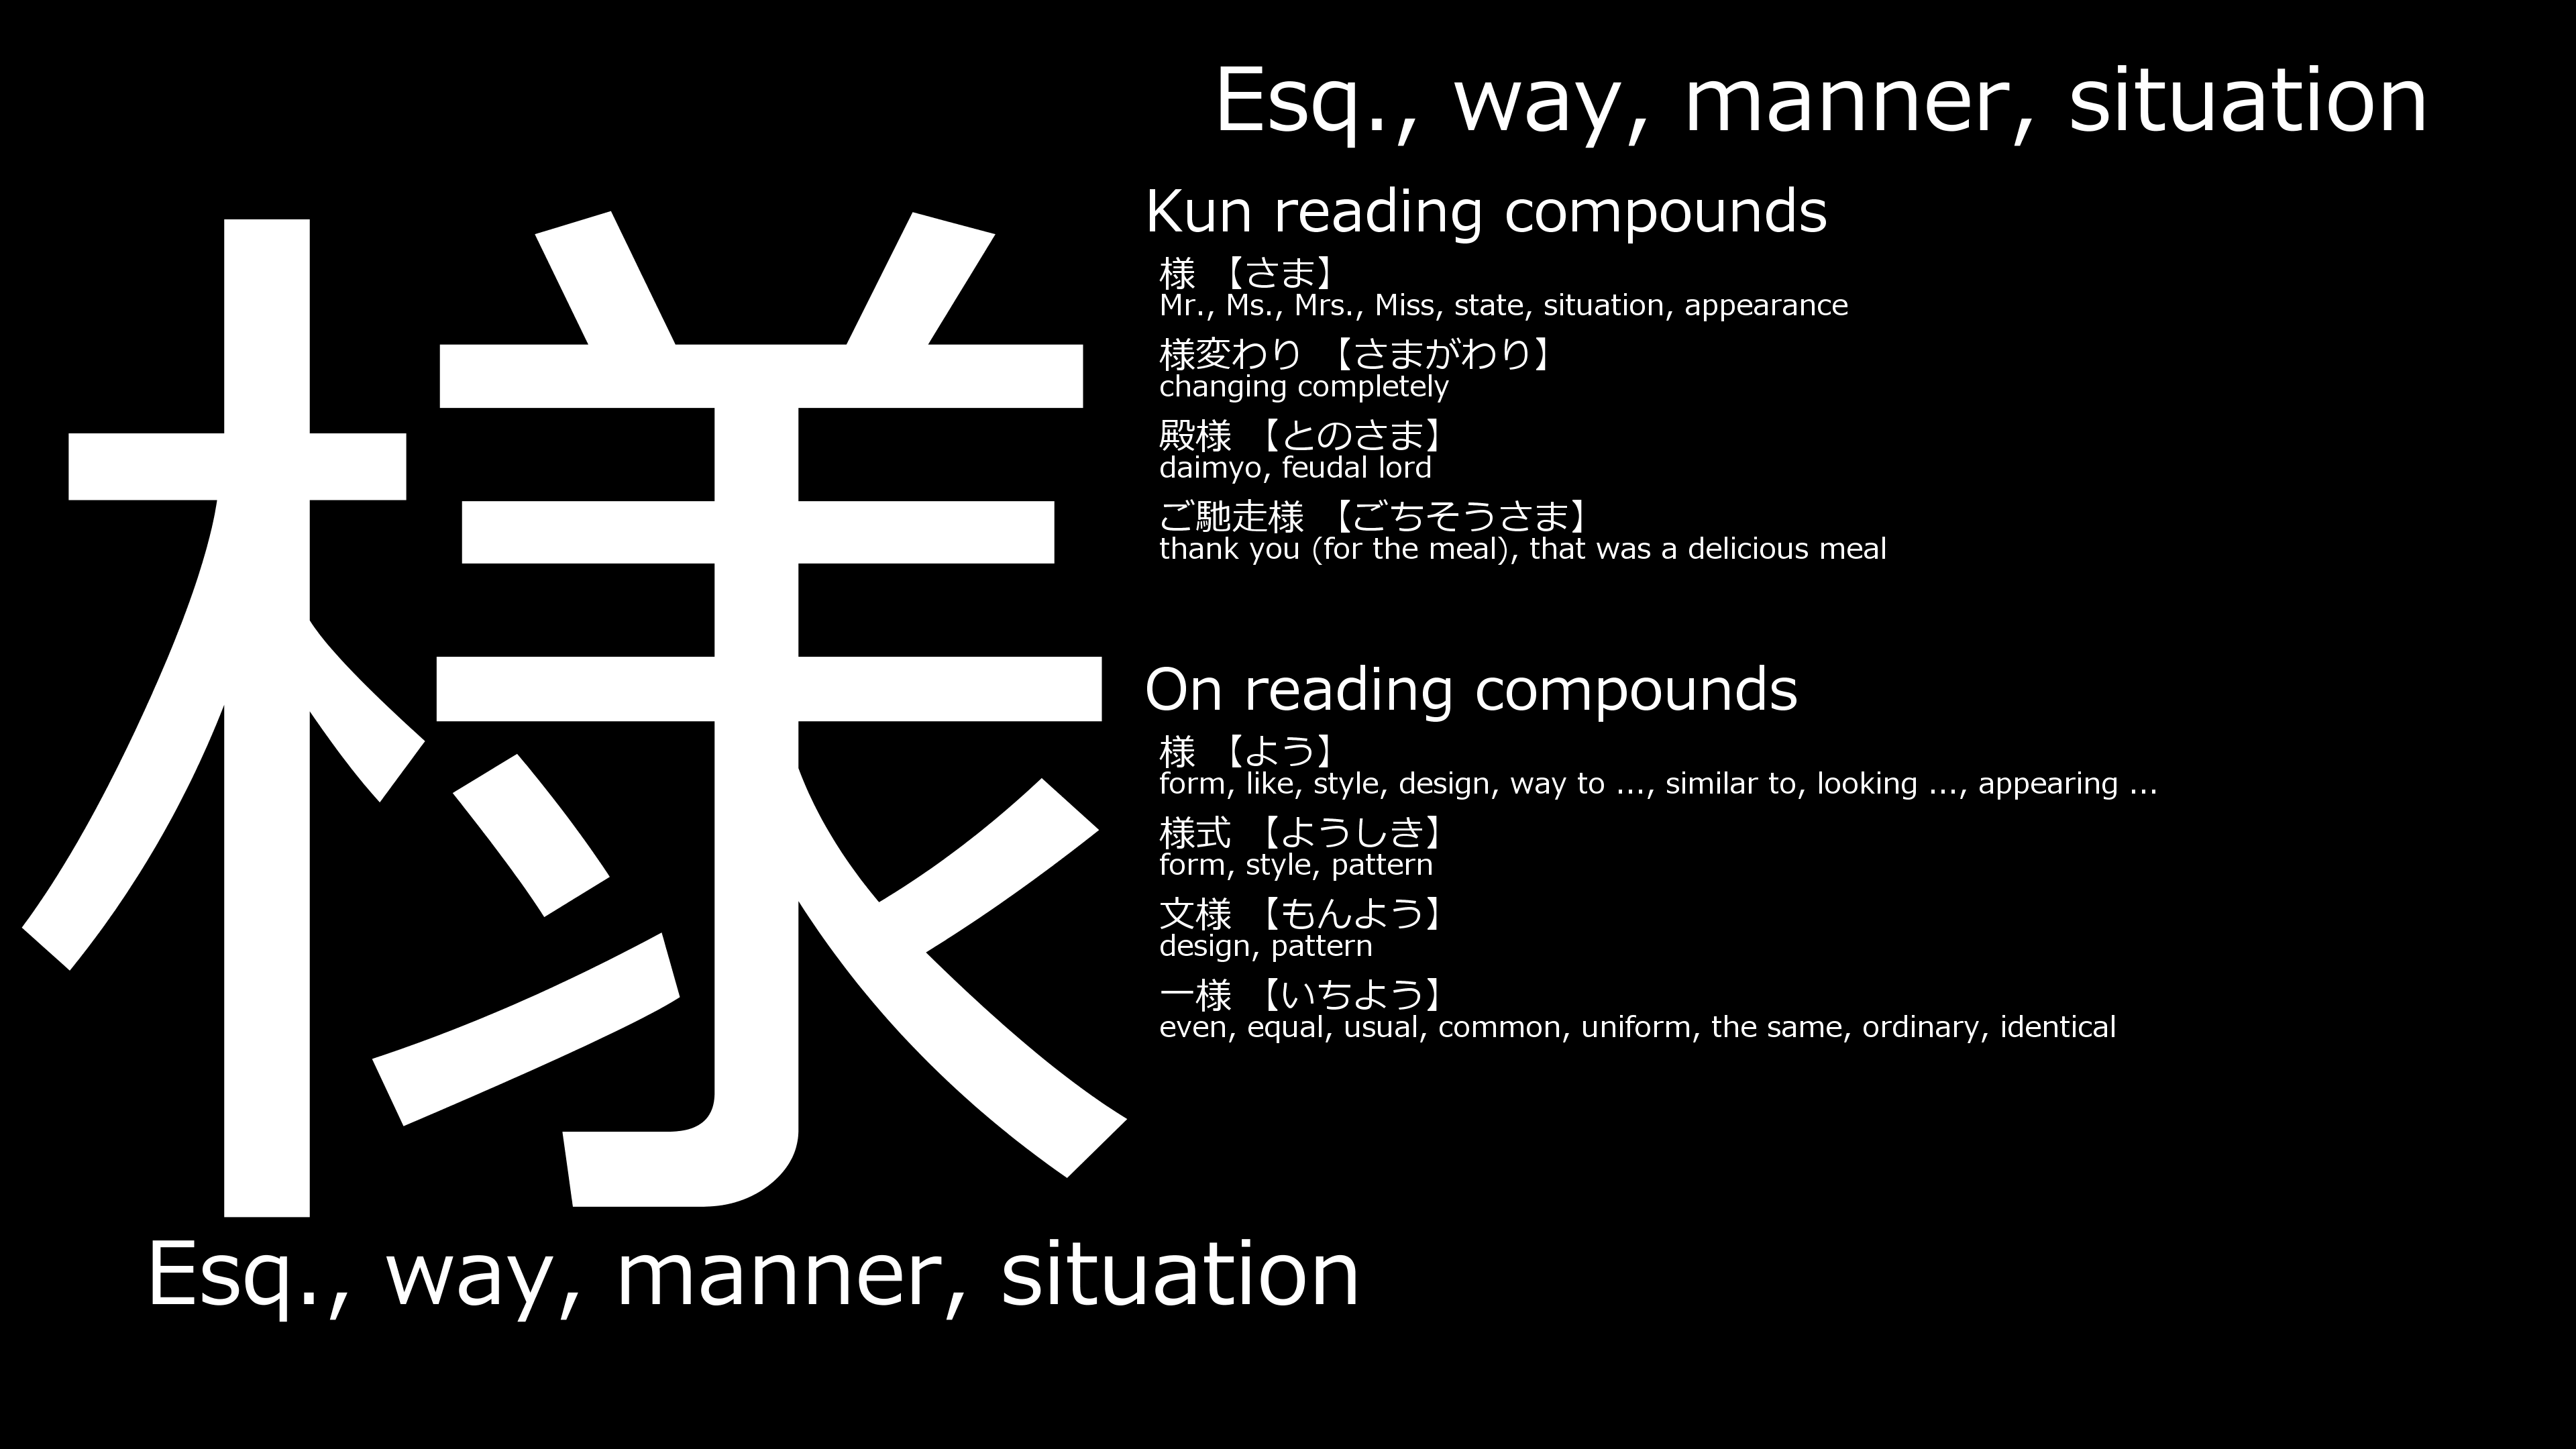 様
Esq., way, manner, situation
Esq., way, manner, situation
Kun reading compounds
様 【さま】
Mr., Ms., Mrs., Miss, state, situation, appearance
様変わり 【さまがわり】
changing completely
殿様 【とのさま】
daimyo, feudal lord
ご馳走様 【ごちそうさま】
thank you (for the meal), that was a delicious meal
On reading compounds
様 【よう】
form, like, style, design, way to ..., similar to, looking ..., appearing ...
様式 【ようしき】
form, style, pattern
文様 【もんよう】
design, pattern
一様 【いちよう】
even, equal, usual, common, uniform, the same, ordinary, identical